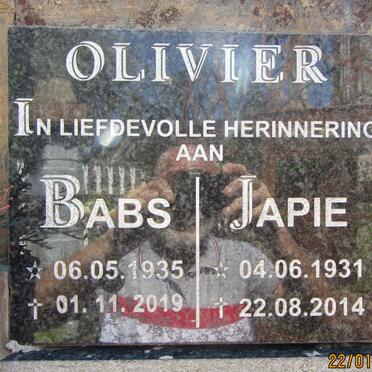 OLIVIER
IN LIEFDEVOLLE HERINNERING
AAN
BABS JAPIE
☆ 06.05.1935 ☆ 04.06.1931
† 01.11.2019 † 22.08.2014
22/01